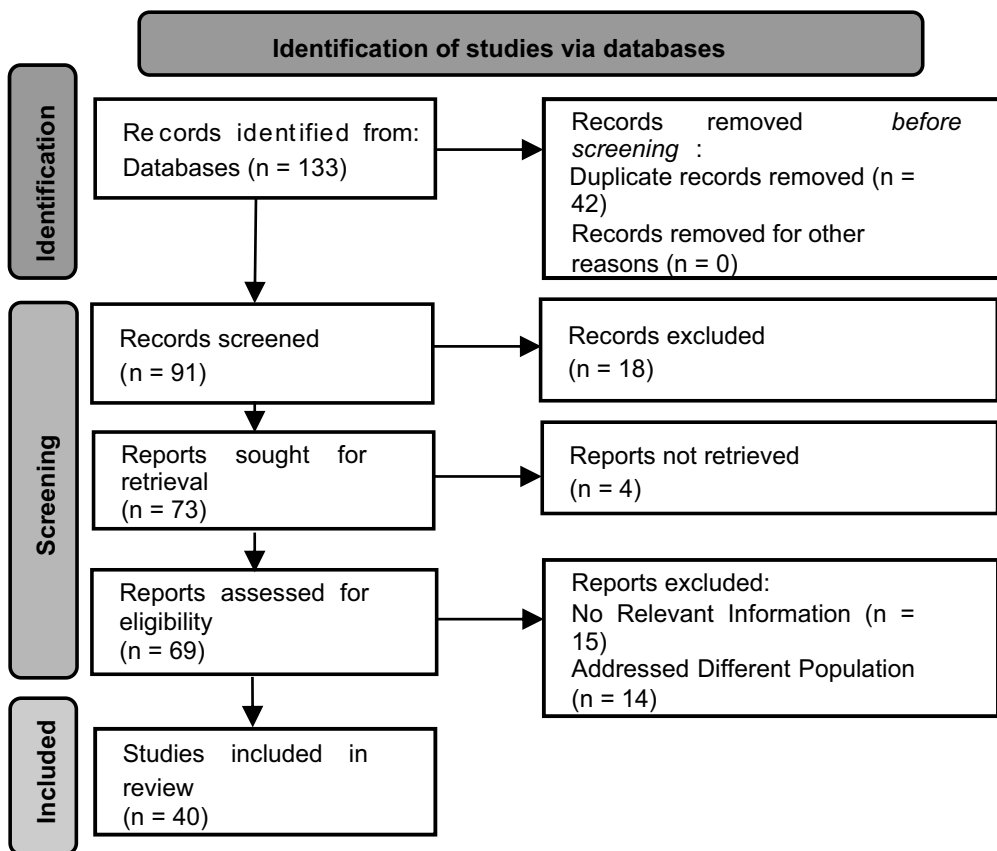 Identification of studies via databases
Identification
Records identified from:
Databases (n = 133)
Records removed before
screening :
Duplicate records removed (n =
42)
Records removed for other
reasons (n = 0)
Screening
Records screened
(n = 91)
Records excluded
(n = 18)
Reports sought for
retrieval
(n = 73)
Reports not retrieved
(n = 4)
Reports assessed for
eligibility
(n = 69)
Reports excluded:
No Relevant Information (n =
15)
Addressed Different Population
(n = 14)
Included
Studies included in
review
(n = 40)